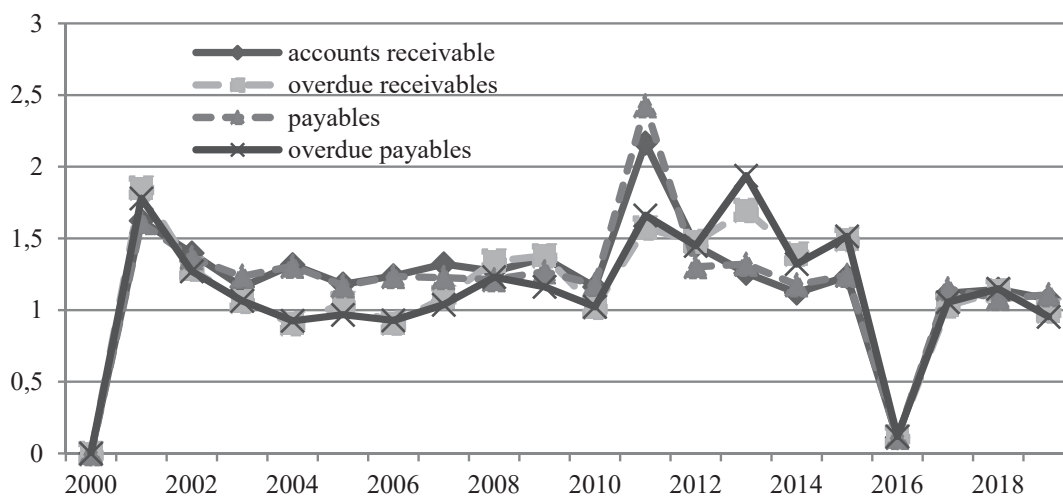 3
2,5
2
1,5
1
0,5
0
accounts receivable
overdue receivables
payables
overdue payables
2000 2002 2004 2006 2008 2010 2012 2014 2016 2018